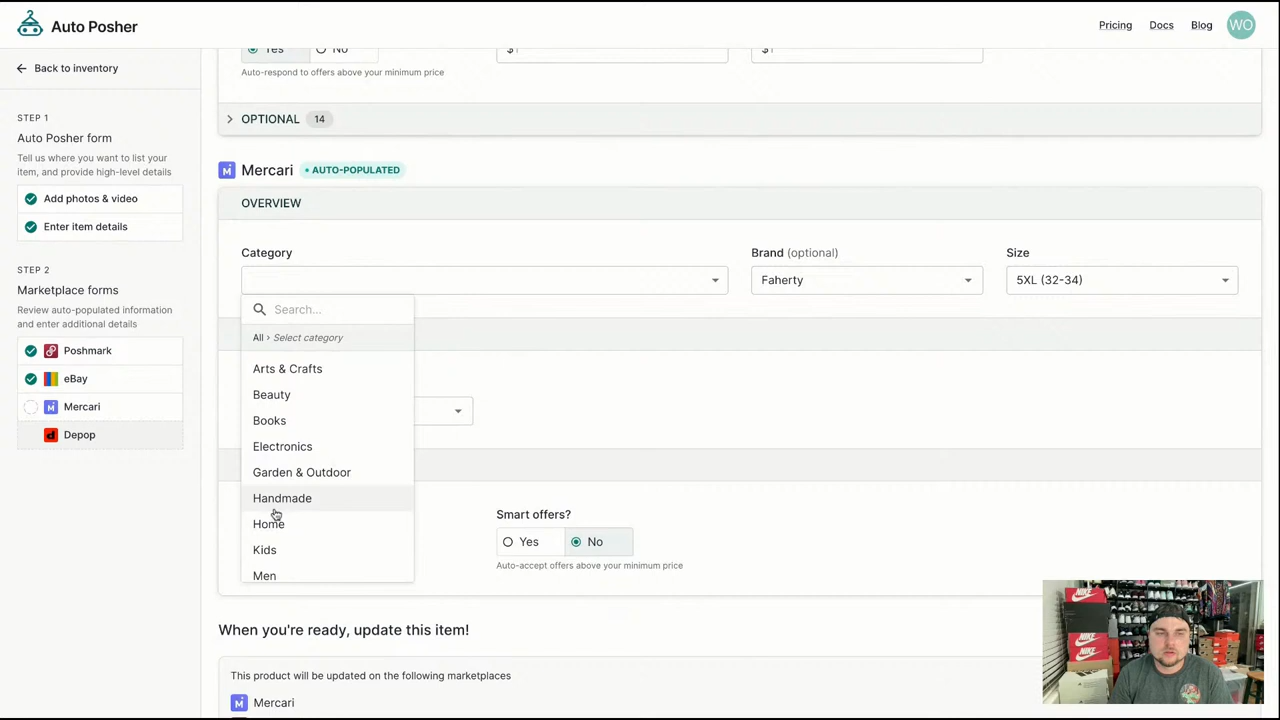 Auto Posher
Pricing
Docs
Blog
WO
Back to inventory
STEP 1
Auto Posher form
Tell us where you want to list your
item, and provide high-level details
Add photos & video
Enter item details
STEP 2
Marketplace forms
Review auto-populated information
and enter additional details
Poshmark
eBay
Mercari
Depop
Yes
No
$
$
Auto-respond to offers above your minimum price
OPTIONAL 14
Mercari • AUTO-POPULATED
OVERVIEW
Category
Brand (optional)
Size
Faherty
5XL (32-34)
Search...
All › Select category
Arts & Crafts
Beauty
Books
Electronics
Garden & Outdoor
Handmade
Home
Kids
Men
Smart offers?
Yes
No
Auto-accept offers above your minimum price
When you're ready, update this item!
This product will be updated on the following marketplaces
Mercari
NIKE
NIKE
NIKE